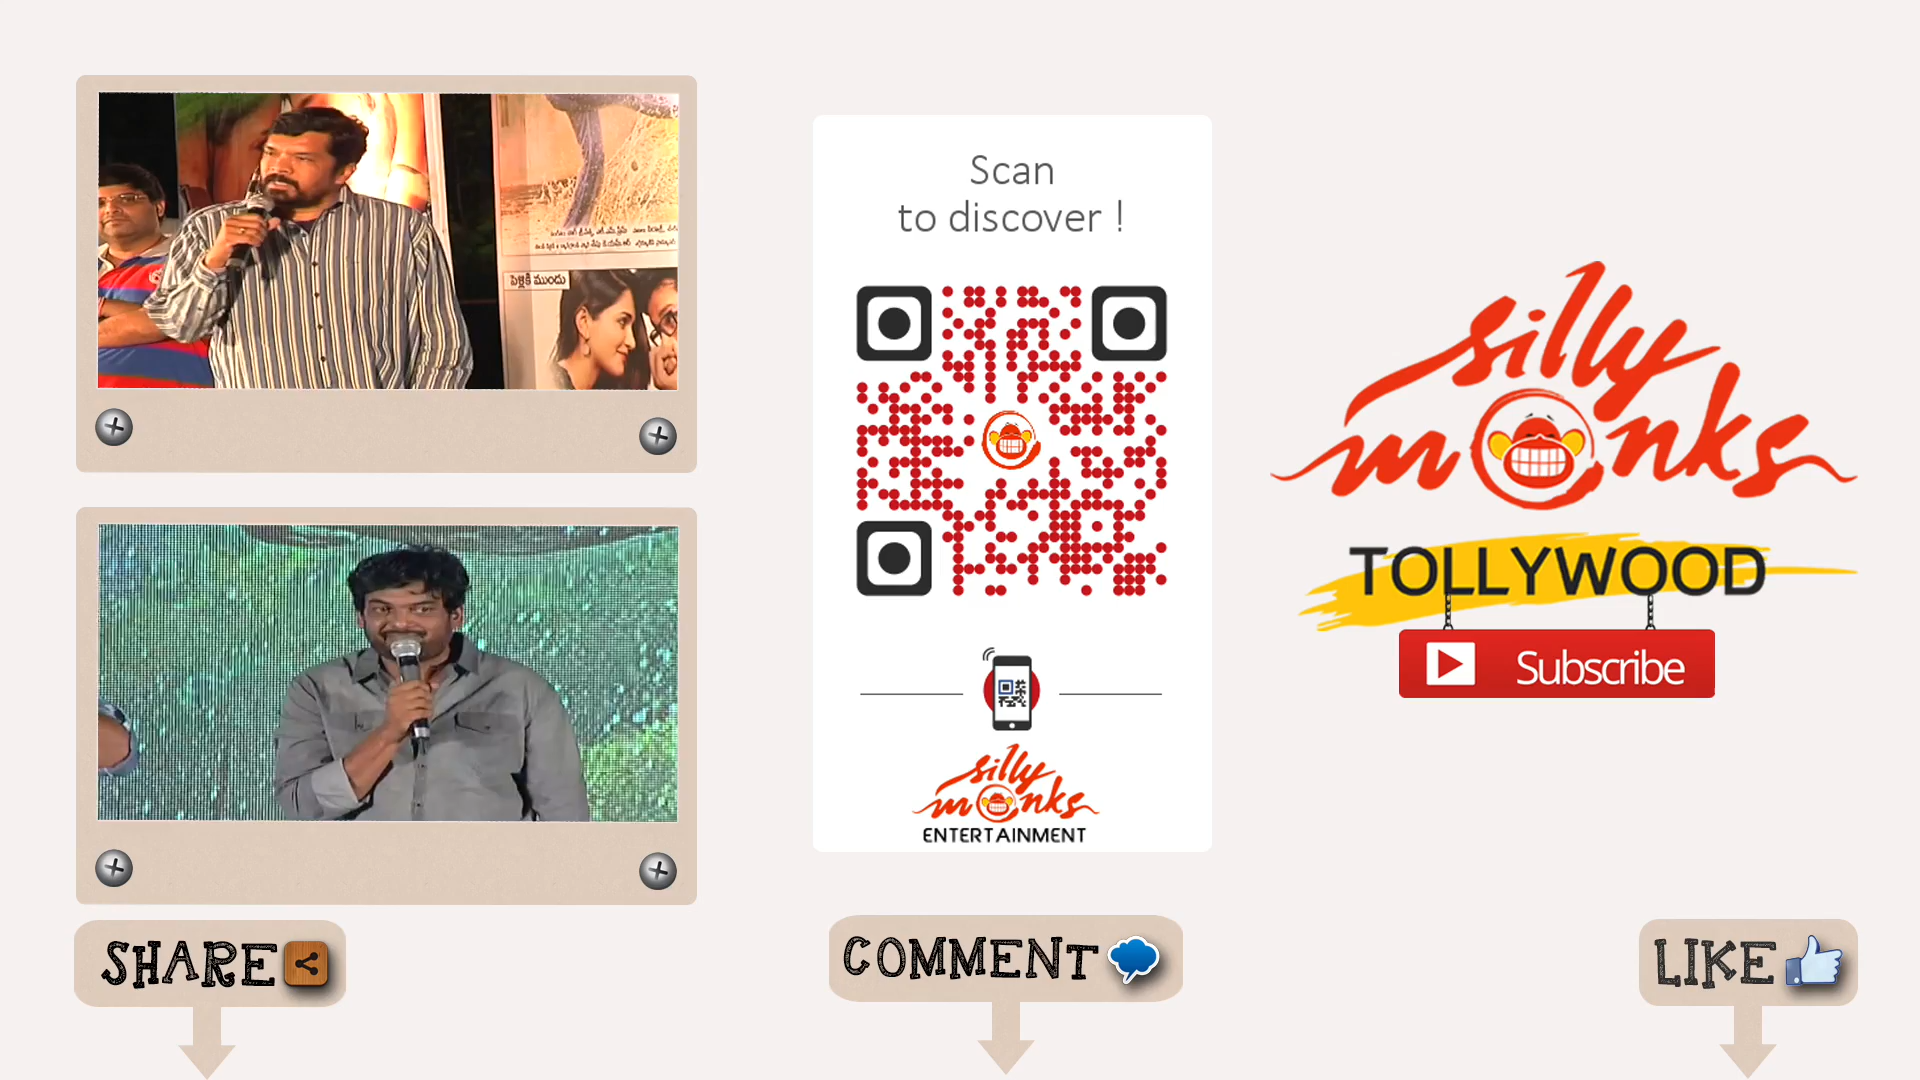 పెళ్లికి ముందు
Scan
to discover !
silly
monks
ENTERTAINMENT
silly
monks
TOLLYWOOD
Subscribe
SHARE
COMMENT
LIKE